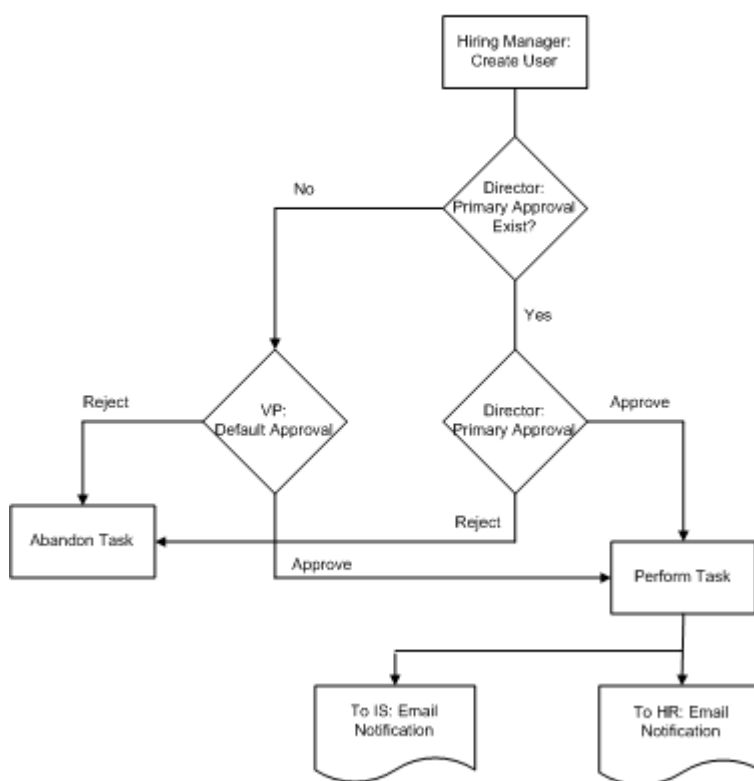 Hiring Manager:
Create User
Director:
Primary Approval
Exist?
No
Yes
VP:
Default Approval
Director:
Primary Approval
Reject
Approve
Abandon Task
Reject
Approve
Perform Task
To IS: Email
Notification
To HR: Email
Notification